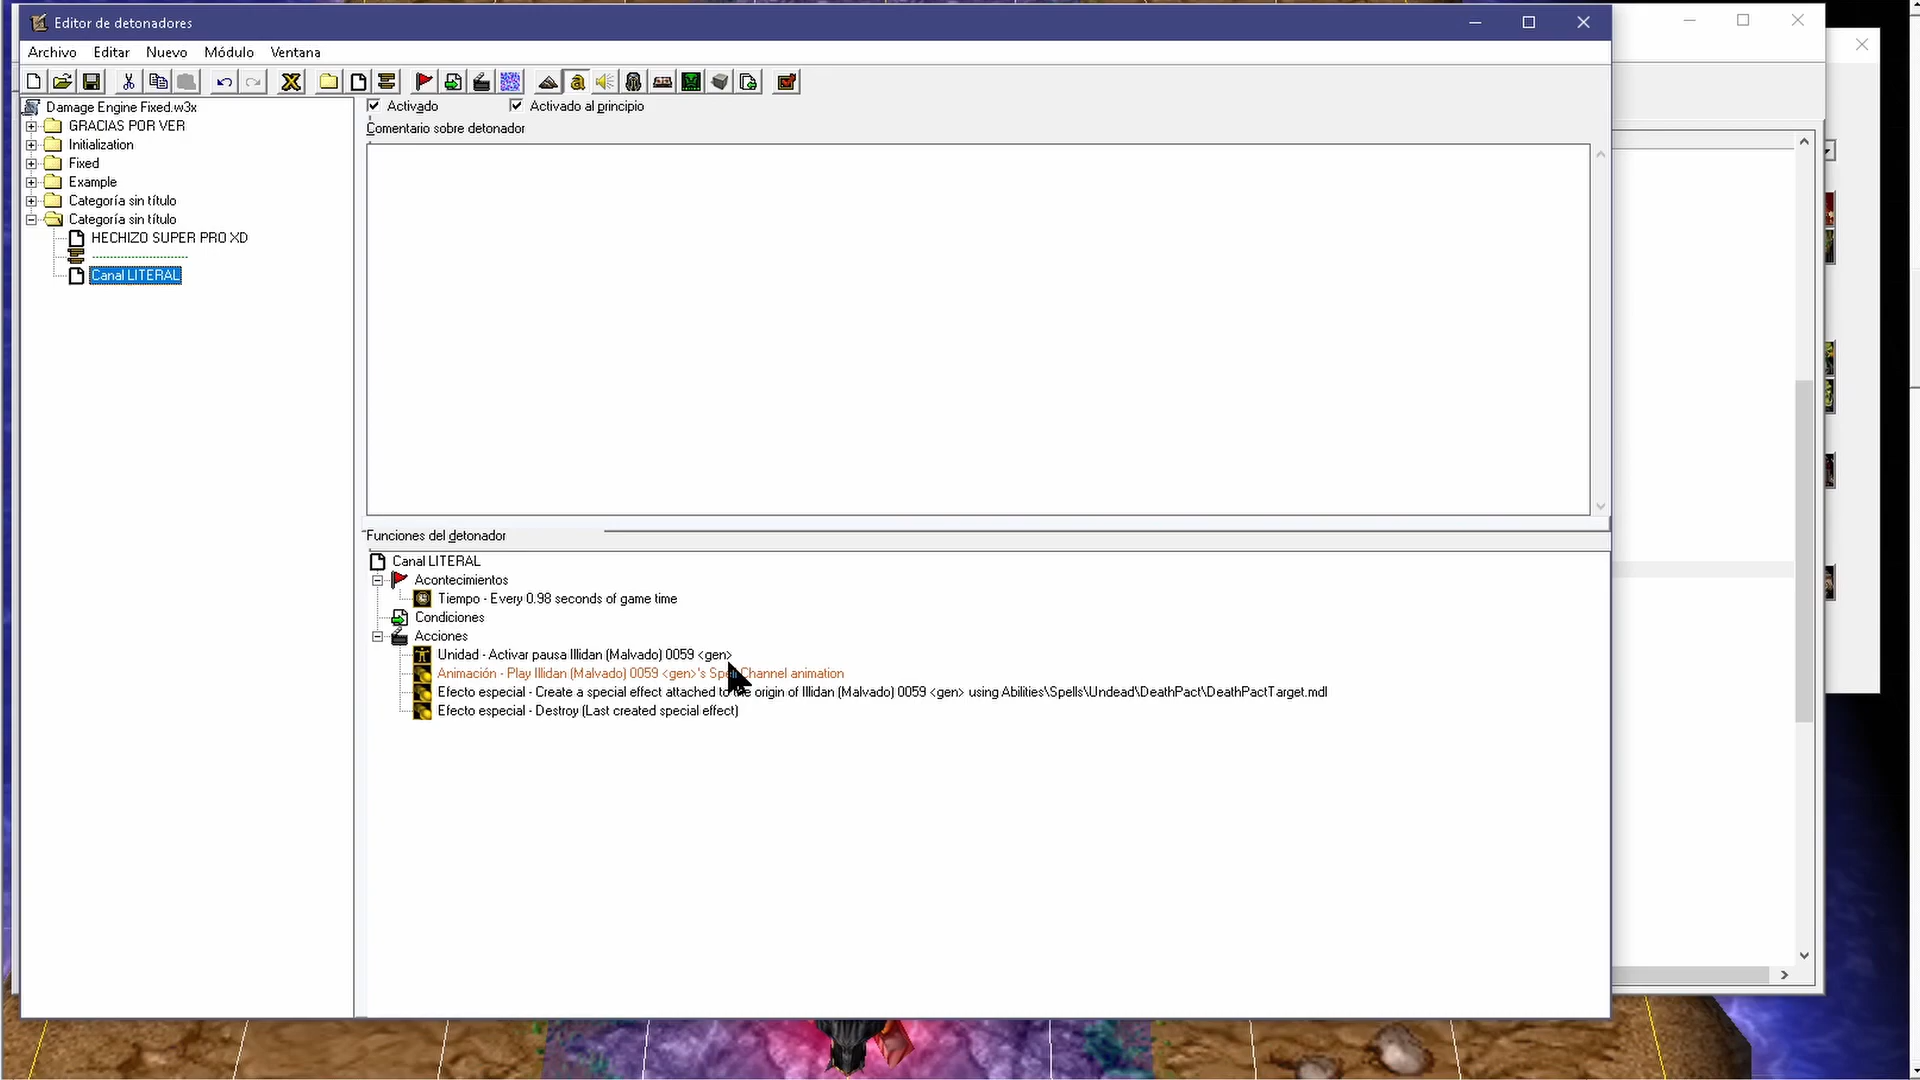 Editor de detonadores
Archivo Editar Nuevo Módulo Ventana
Damage Engine Fixed.w3x
GRACIAS POR VER
Initialization
Fixed
Example
Categoría sin título
Categoría sin título
HECHIZO SUPER PRO XD
------------------------
Canal LITERAL
Activado Activado al principio
Comentario sobre detonador
Funciones del detonador
Canal LITERAL
Acontecimientos
Tiempo - Every 0.98 seconds of game time
Condiciones
Acciones
Unidad - Activar pausa Illidan (Malvado) 0059 <gen>
Animación - Play Illidan (Malvado) 0059 <gen>'s Spell Channel animation
Efecto especial - Create a special effect attached to the origin of Illidan (Malvado) 0059 <gen> using Abilities\Spells\Undead\DeathPact\DeathPactTarget.mdl
Efecto especial - Destroy (Last created special effect)